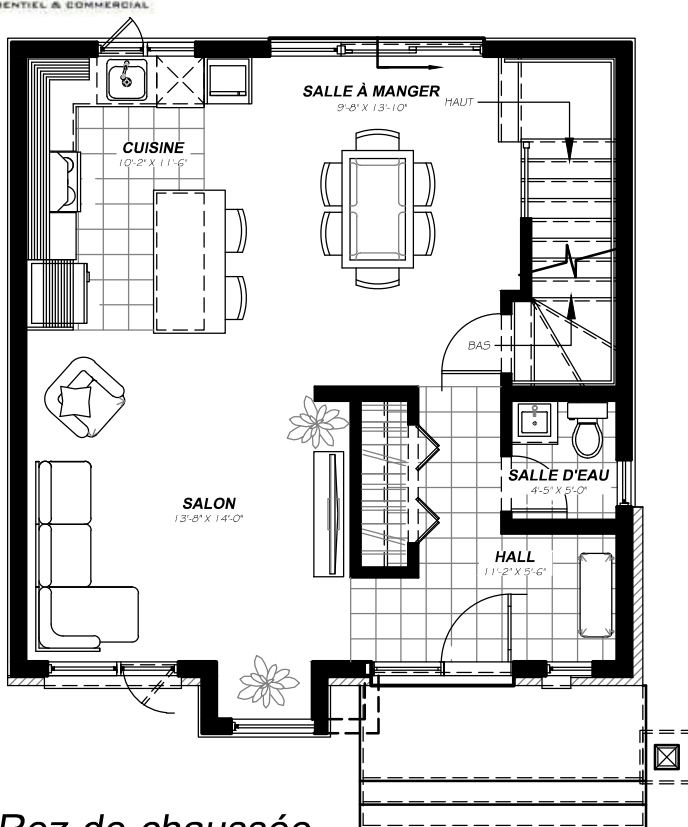 & COMMERCIAL
SALLE À MANGER
9'-8" X 13'-10"
HAUT
CUISINE
10'-2" X 11'-6"
BAS
SALON
13'-8" X 14'-0"
SALLE D'EAU
4'-5" X 5'-0"
HALL
11'-2" X 5'-6"
Rez-de-chaussée